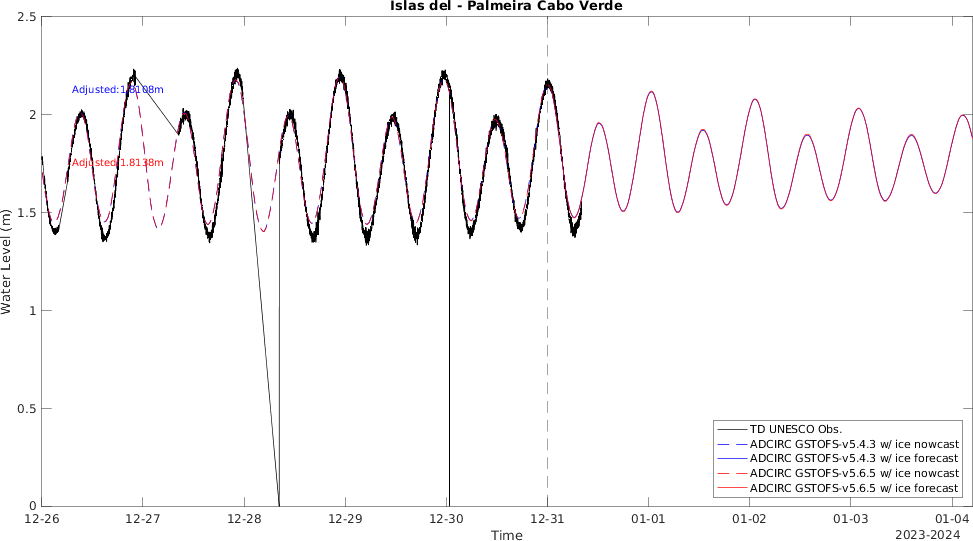 Islas del - Palmeira Cabo Verde
2.5
2
1.5
1
0.5
0
Water Level (m)
Adjusted:1.8108m
Adjusted:1.8138m
TD UNESCO Obs.
ADCIRC GSTOFS-v5.4.3 w/ ice nowcast
ADCIRC GSTOFS-v5.4.3 w/ ice forecast
ADCIRC GSTOFS-v5.6.5 w/ ice nowcast
ADCIRC GSTOFS-v5.6.5 w/ ice forecast
12-26 12-27 12-28 12-29 12-30 12-31 01-01 01-02 01-03 01-04
Time
2023-2024